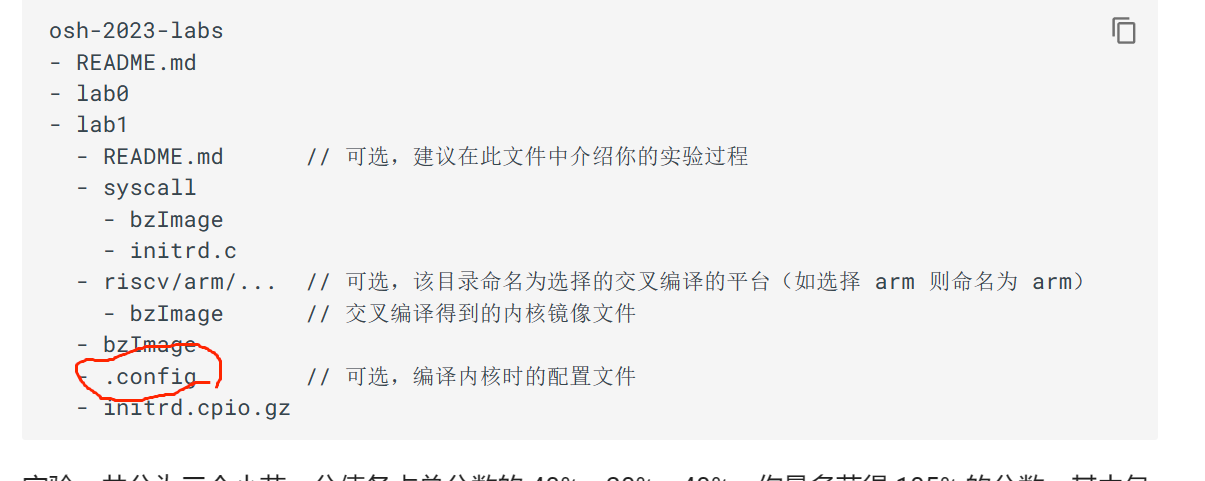 osh-2023-labs
- README.md
- lab0
- lab1
- README.md // 可选，建议在此文件中介绍你的实验过程
- syscall
- bzImage
- initrd.c
- riscv/arm/... // 可选，该目录命名为选择的交叉编译的平台（如选择 arm 则命名为 arm）
- bzImage // 交叉编译得到的内核镜像文件
- bzImage
- .config // 可选，编译内核时的配置文件
- initrd.cpio.gz